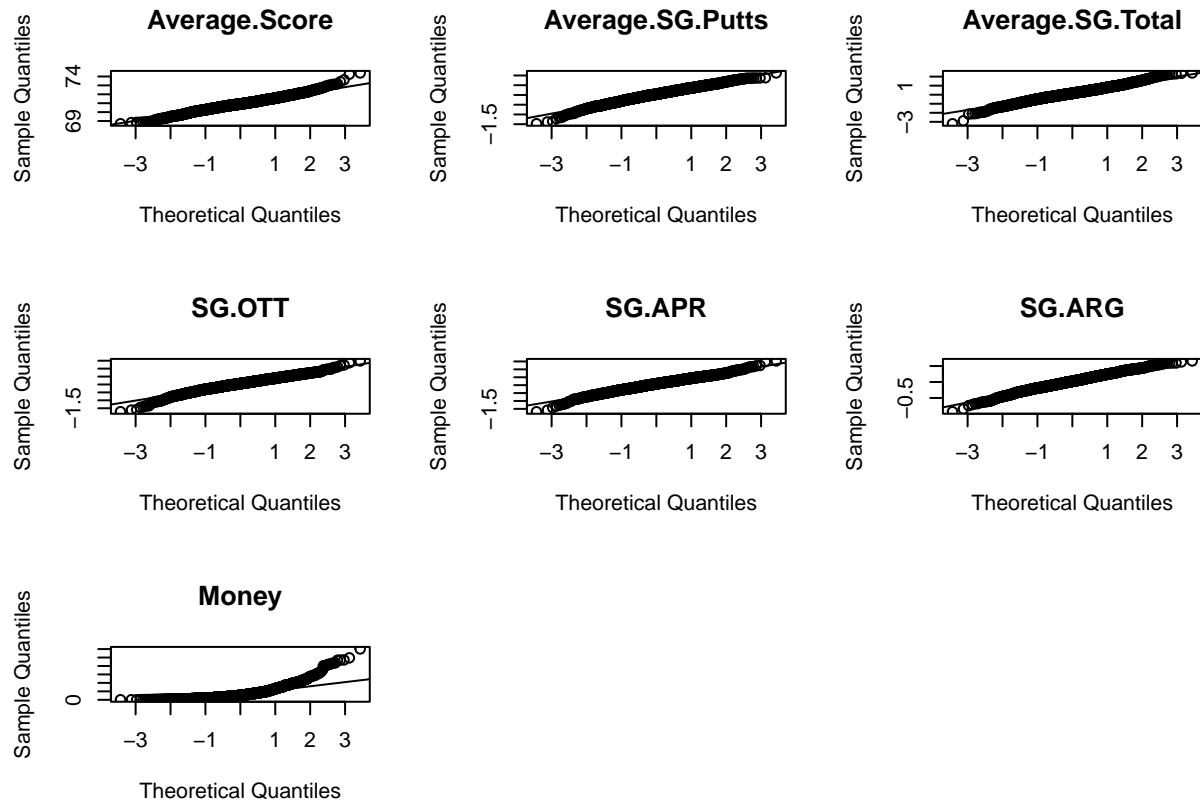 Average.Score
Sample Quantiles
74
69
−3 −1 1 2 3
Theoretical Quantiles
Average.SG.Putts
Sample Quantiles
−1.5
−3 −1 1 2 3
Theoretical Quantiles
Average.SG.Total
Sample Quantiles
1
−3
−3 −1 1 2 3
Theoretical Quantiles
SG.OTT
Sample Quantiles
−1.5
−3 −1 1 2 3
Theoretical Quantiles
SG.APR
Sample Quantiles
−1.5
−3 −1 1 2 3
Theoretical Quantiles
SG.ARG
Sample Quantiles
−0.5
−3 −1 1 2 3
Theoretical Quantiles
Money
Sample Quantiles
0
−3 −1 1 2 3
Theoretical Quantiles